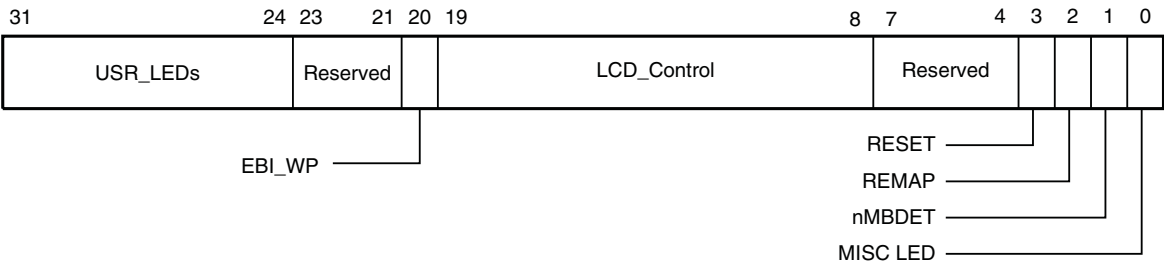 31 24 23 21 20 19 8 7 4 3 2 1 0
USR_LEDs Reserved LCD_Control Reserved
RESET
EBI_WP
REMAP
nMBDET
MISC LED